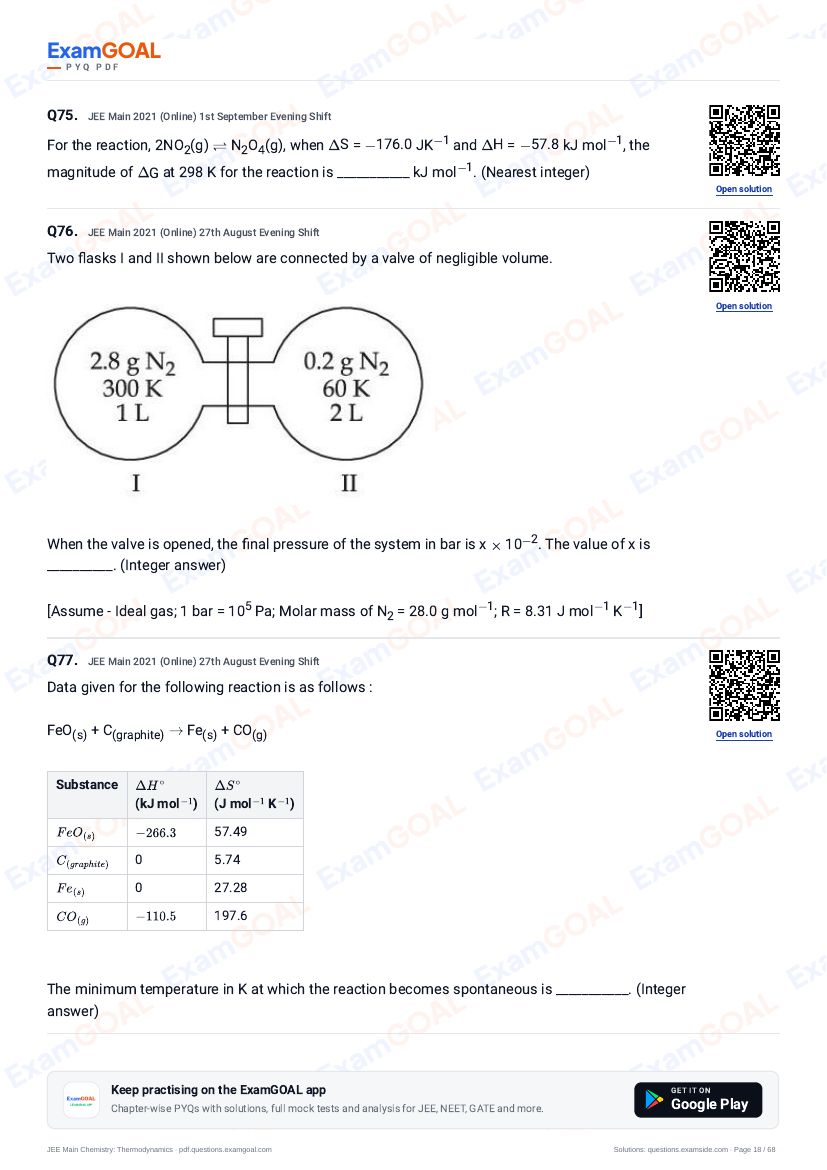 ExamGOAL
PYQ PDF
Q75. JEE Main 2021 (Online) 1st September Evening Shift
For the reaction, 2NO₂(g) ⇌ N₂O₄(g), when ΔS = −176.0 JK⁻¹ and ΔH = −57.8 kJ mol⁻¹, the
magnitude of ΔG at 298 K for the reaction is __________ kJ mol⁻¹. (Nearest integer)
Open solution
Q76. JEE Main 2021 (Online) 27th August Evening Shift
Two flasks I and II shown below are connected by a valve of negligible volume.
Open solution
2.8 g N₂
300 K
1 L
I
0.2 g N₂
60 K
2 L
II
When the valve is opened, the final pressure of the system in bar is x × 10⁻². The value of x is
_________. (Integer answer)
[Assume - Ideal gas; 1 bar = 10⁵ Pa; Molar mass of N₂ = 28.0 g mol⁻¹; R = 8.31 J mol⁻¹ K⁻¹]
Q77. JEE Main 2021 (Online) 27th August Evening Shift
Data given for the following reaction is as follows :
Open solution
FeO₍s₎ + C(graphite) → Fe₍s₎ + CO(g)
Substance ΔH° (kJ mol⁻¹) ΔS° (J mol⁻¹ K⁻¹)
FeO₍s₎ −266.3 57.49
C(graphite) 0 5.74
Fe₍s₎ 0 27.28
CO(g) −110.5 197.6
The minimum temperature in K at which the reaction becomes spontaneous is __________. (Integer
answer)
ExamGOAL
Keep practising on the ExamGOAL app
Chapter-wise PYQs with solutions, full mock tests and analysis for JEE, NEET, GATE and more.
GET IT ON
Google Play
JEE Main Chemistry: Thermodynamics · pdf.questions.examgoal.com
Solutions: questions.examside.com · Page 18 / 68